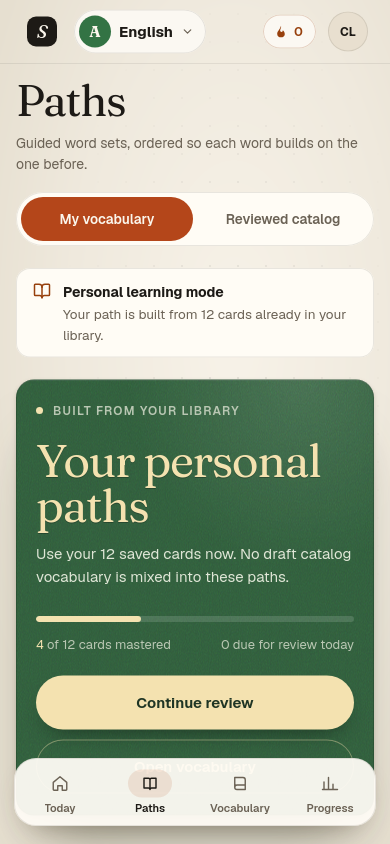 S
A English
0
CL
Paths
Guided word sets, ordered so each word builds on the
one before.
My vocabulary
Reviewed catalog
Personal learning mode
Your path is built from 12 cards already in your
library.
BUILT FROM YOUR LIBRARY
Your personal
paths
Use your 12 saved cards now. No draft catalog
vocabulary is mixed into these paths.
4 of 12 cards mastered
0 due for review today
Continue review
Open vocabulary
Today
Paths
Vocabulary
Progress